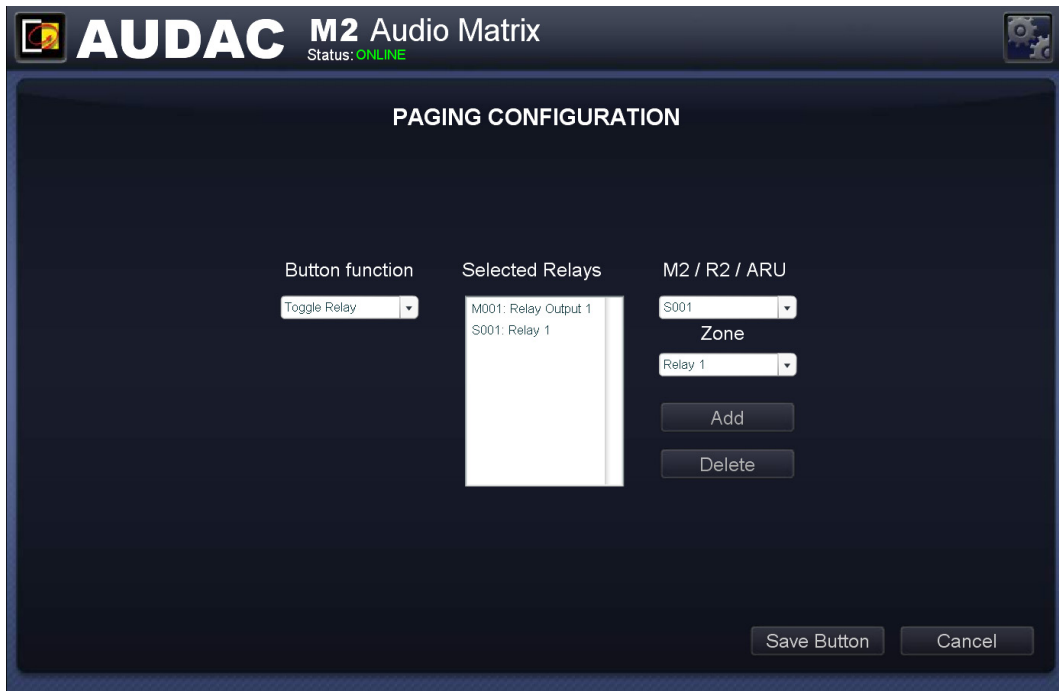 AUDAC M2 Audio Matrix
Status: ONLINE
PAGING CONFIGURATION
Button function Selected Relays M2 / R2 / ARU
Toggle Relay M001: Relay Output 1 S001
S001: Relay 1 Zone
Relay 1
Add
Delete
Save Button Cancel